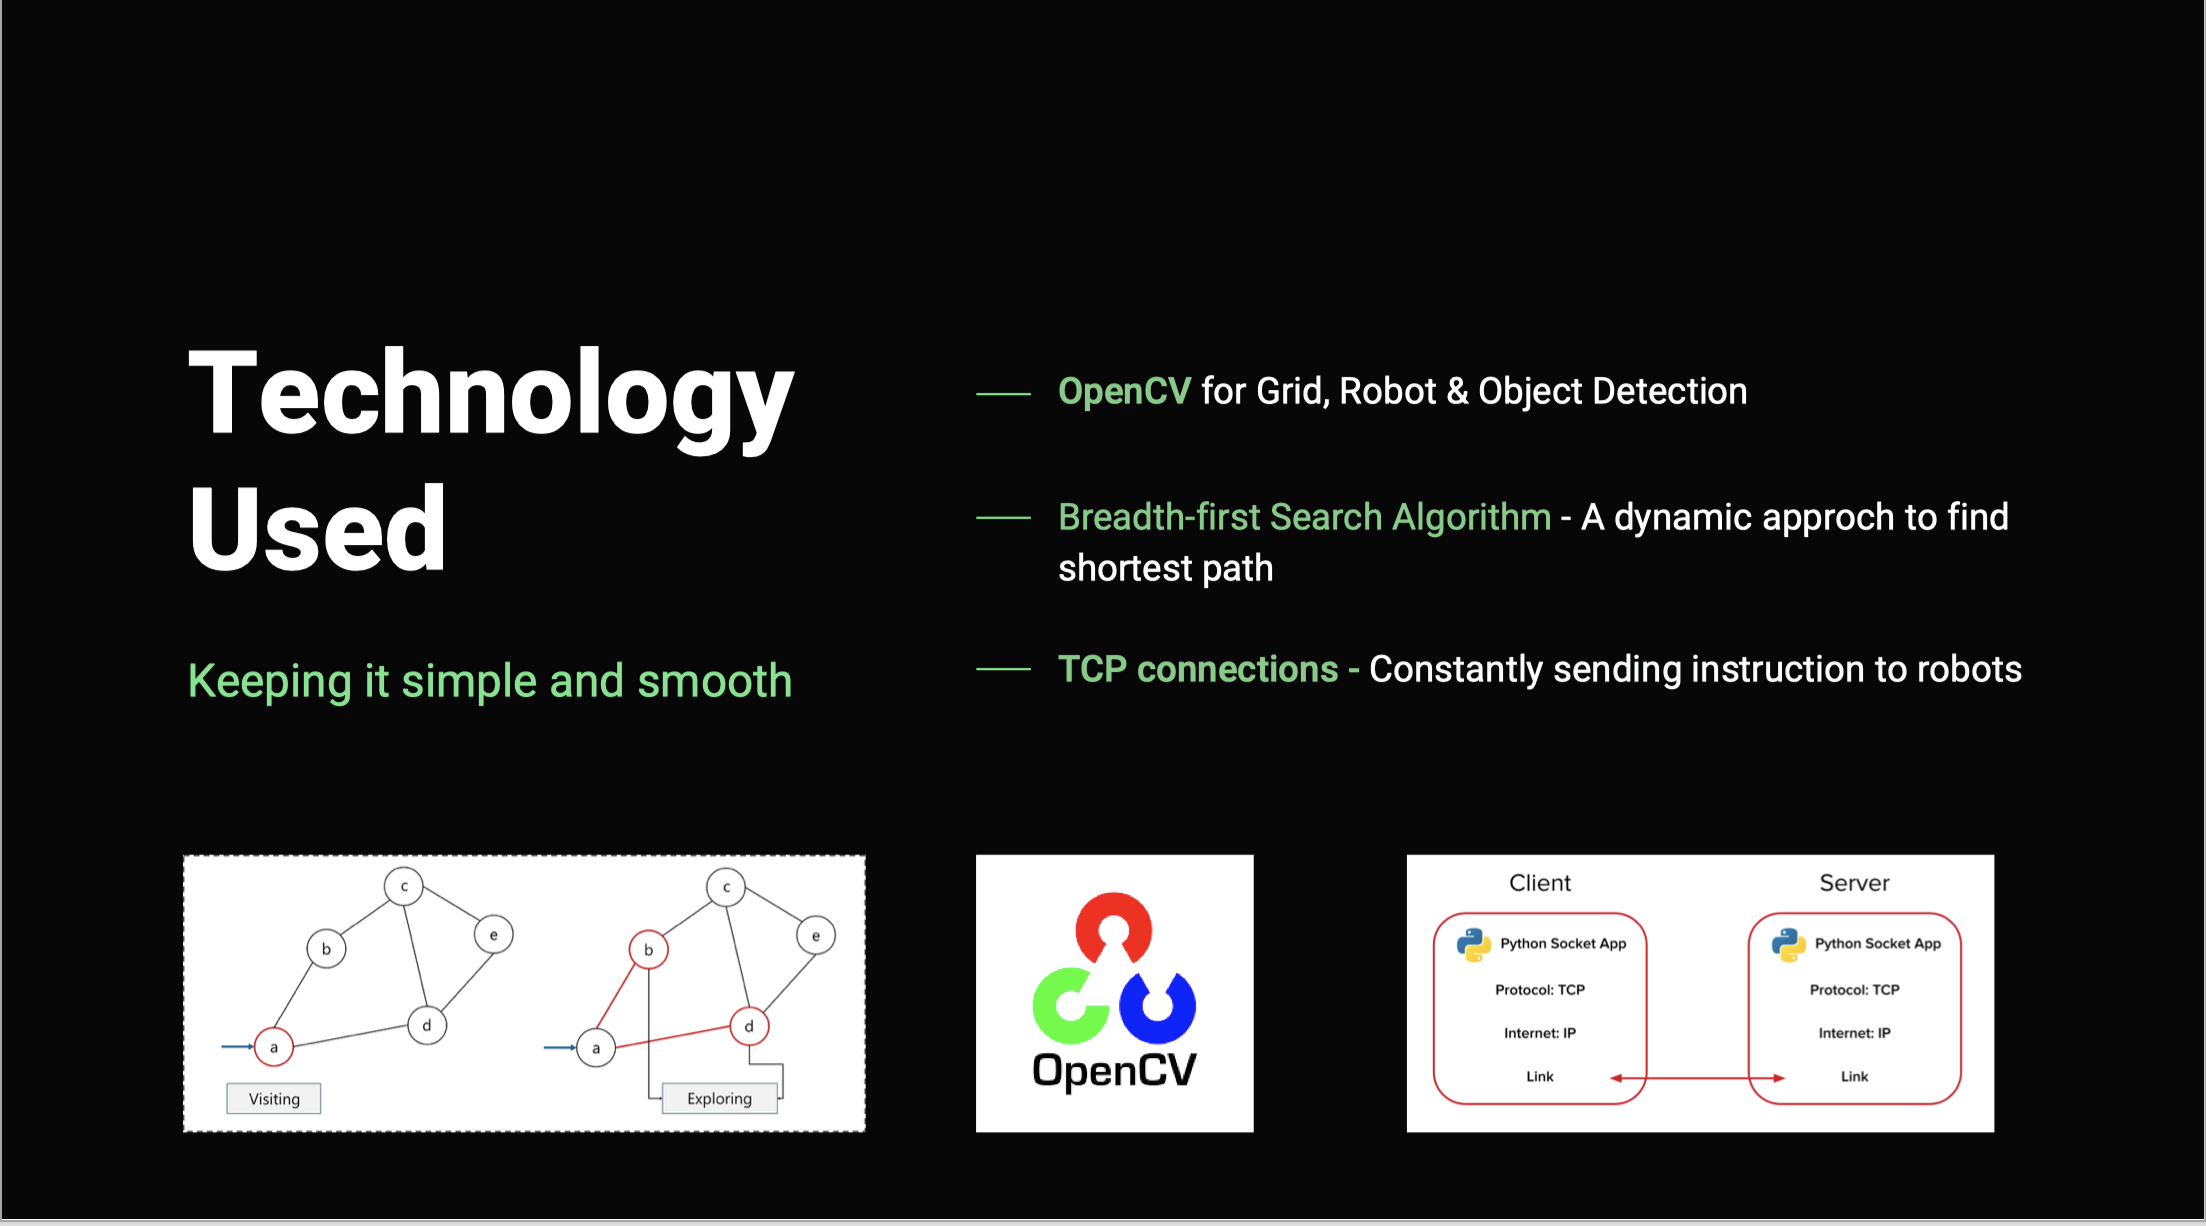 Technology
Used
Keeping it simple and smooth
OpenCV for Grid, Robot & Object Detection
Breadth-first Search Algorithm - A dynamic approch to find
shortest path
TCP connections - Constantly sending instruction to robots
c
b
e
d
a
Visiting
c
b
e
d
a
Exploring
OpenCV
Client
Python Socket App
Protocol: TCP
Internet: IP
Link
Server
Python Socket App
Protocol: TCP
Internet: IP
Link